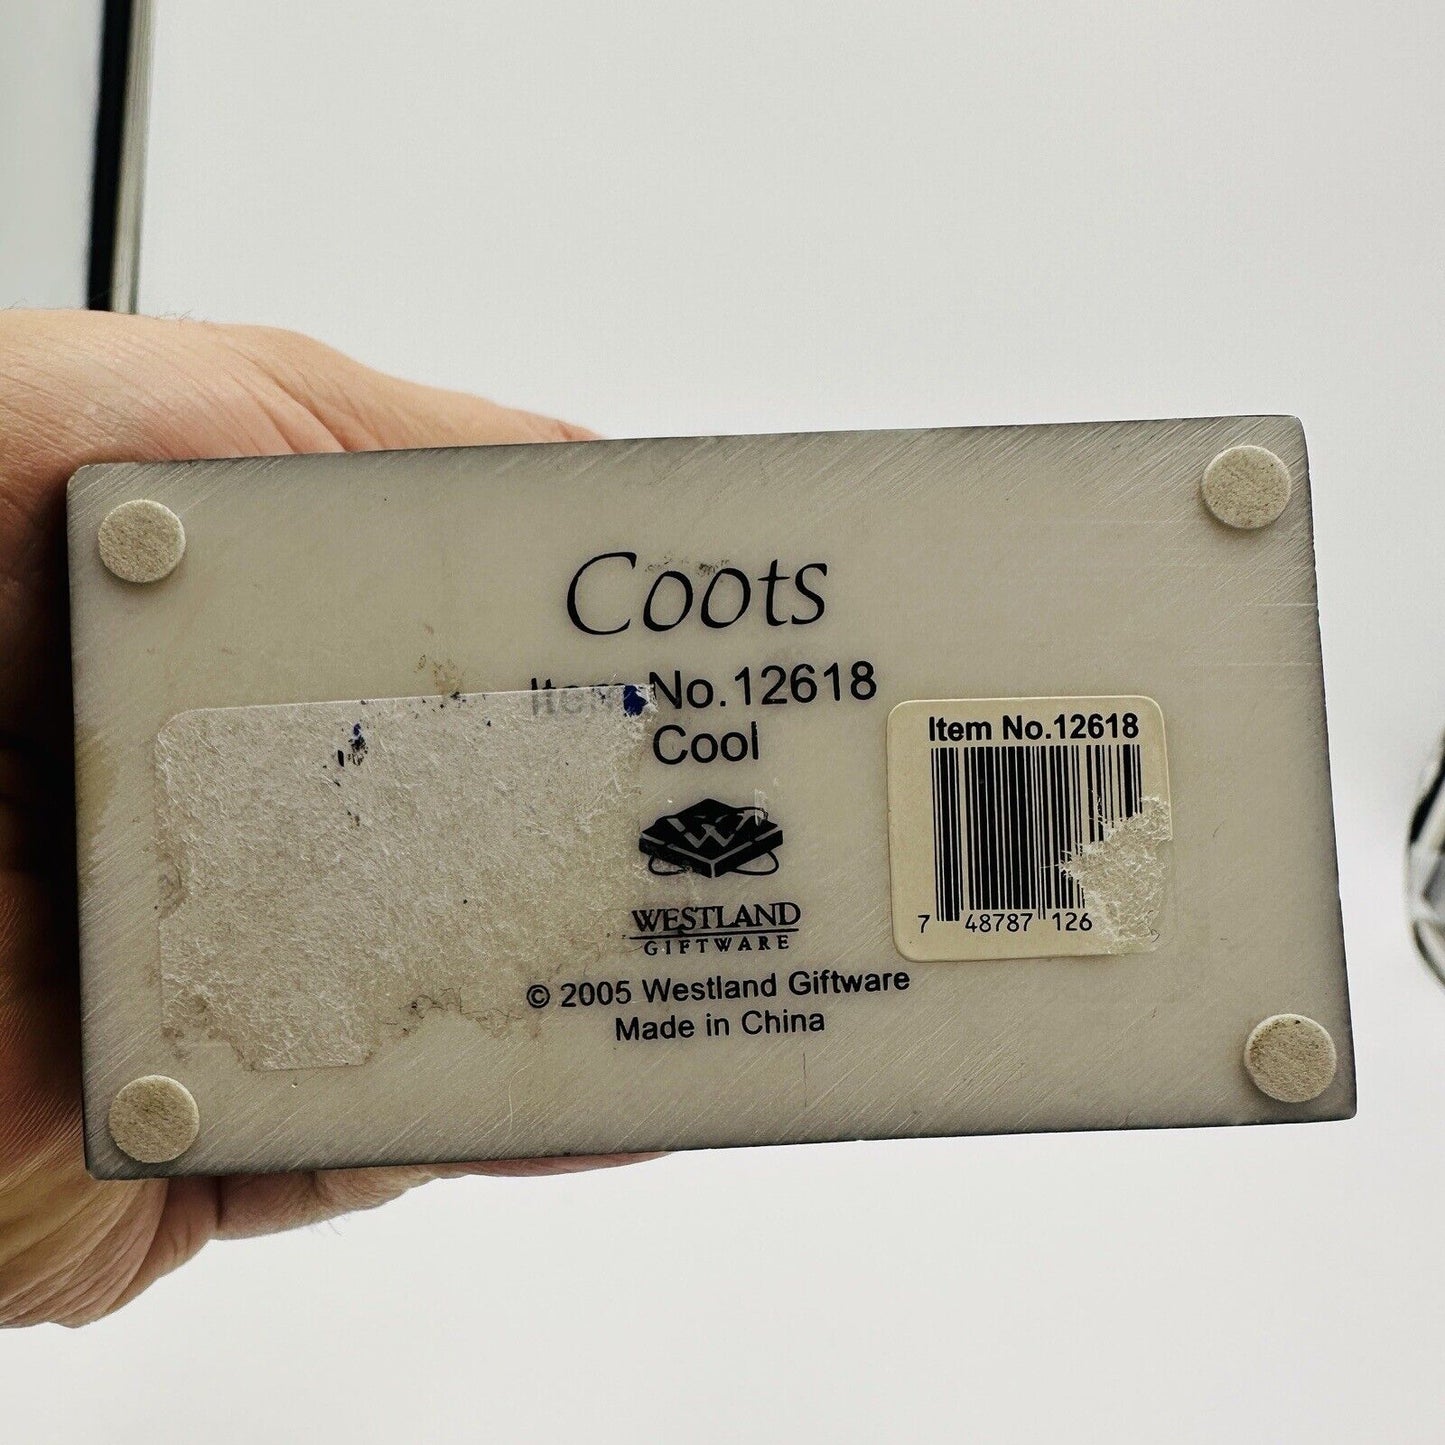 Coots
Item No.12618
Cool
W
WESTLAND
GIFTWARE
© 2005 Westland Giftware
Made in China
Item No.12618
7 48787 126